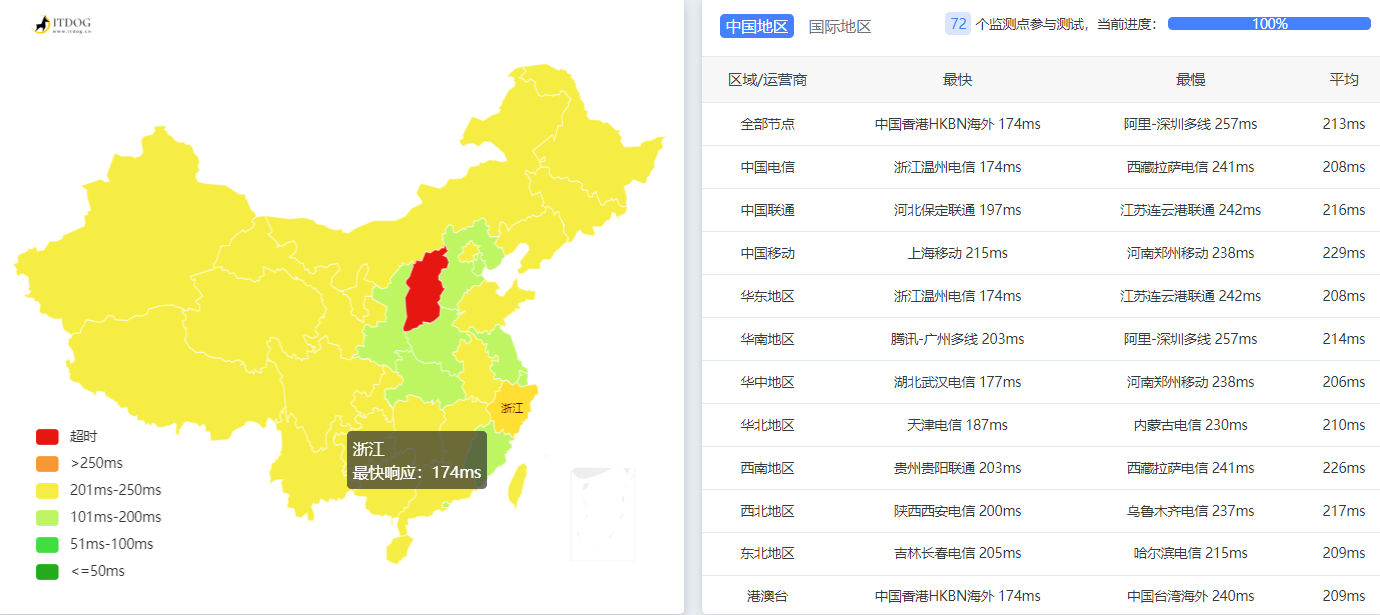 ITDOG
www.itdog.cn
浙江
浙江
最快响应：174ms
超时
>250ms
201ms-250ms
101ms-200ms
51ms-100ms
<=50ms
中国地区 国际地区 72 个监测点参与测试，当前进度： 100%
区域/运营商 最快 最慢 平均
全部节点 中国香港HKBN海外 174ms 阿里-深圳多线 257ms 213ms
中国电信 浙江温州电信 174ms 西藏拉萨电信 241ms 208ms
中国联通 河北保定联通 197ms 江苏连云港联通 242ms 216ms
中国移动 上海移动 215ms 河南郑州移动 238ms 229ms
华东地区 浙江温州电信 174ms 江苏连云港联通 242ms 208ms
华南地区 腾讯-广州多线 203ms 阿里-深圳多线 257ms 214ms
华中地区 湖北武汉电信 177ms 河南郑州移动 238ms 206ms
华北地区 天津电信 187ms 内蒙古电信 230ms 210ms
西南地区 贵州贵阳联通 203ms 西藏拉萨电信 241ms 226ms
西北地区 陕西西安电信 200ms 乌鲁木齐电信 237ms 217ms
东北地区 吉林长春电信 205ms 哈尔滨电信 215ms 209ms
港澳台 中国香港HKBN海外 174ms 中国台湾海外 240ms 209ms